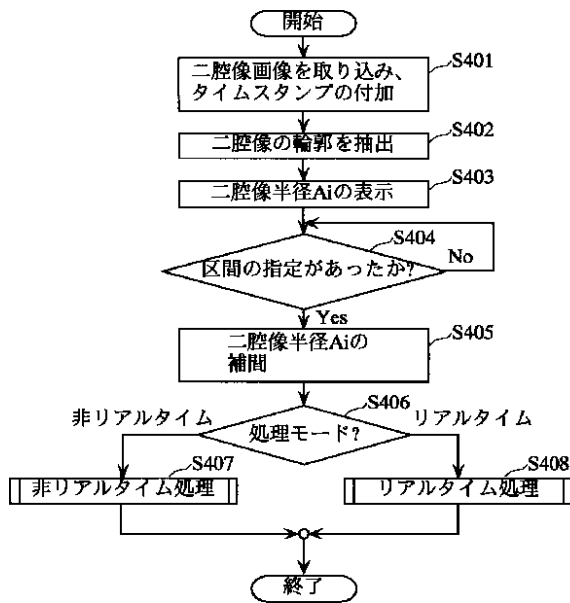 開始
二腔像画像を取り込み、
タイムスタンプの付加
S401
二腔像の輪郭を抽出
S402
二腔像半径Aiの表示
S403
S404
区間の指定があったか?
No
Yes
二腔像半径Aiの
補間
S405
非リアルタイム
S406
リアルタイム
処理モード?
S407
非リアルタイム処理
S408
リアルタイム処理
終了